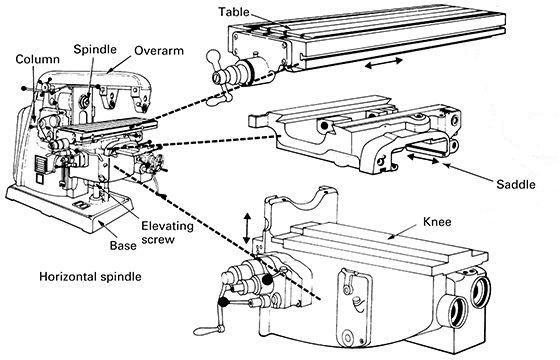 Table
Spindle
Overarm
Column
Saddle
Knee
Elevating
screw
Base
Horizontal spindle